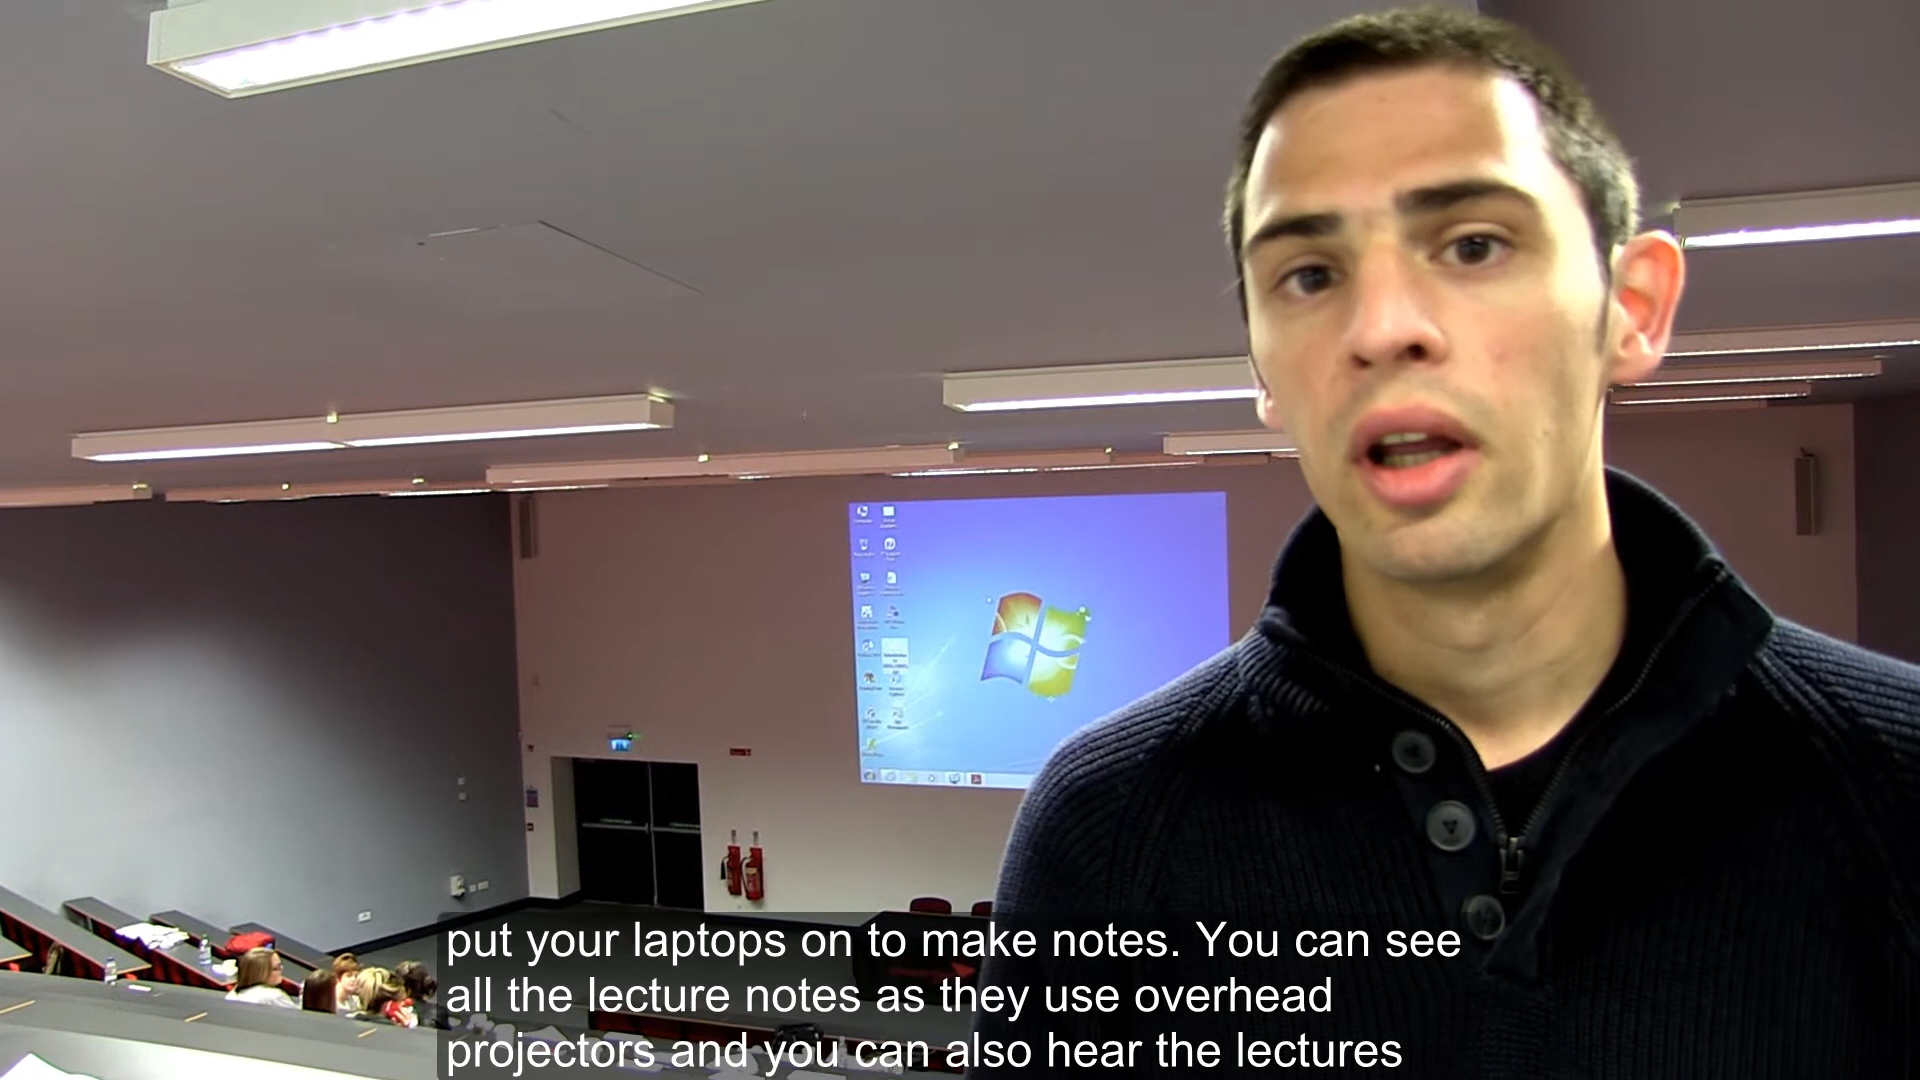 put your laptops on to make notes. You can see
all the lecture notes as they use overhead
projectors and you can also hear the lectures